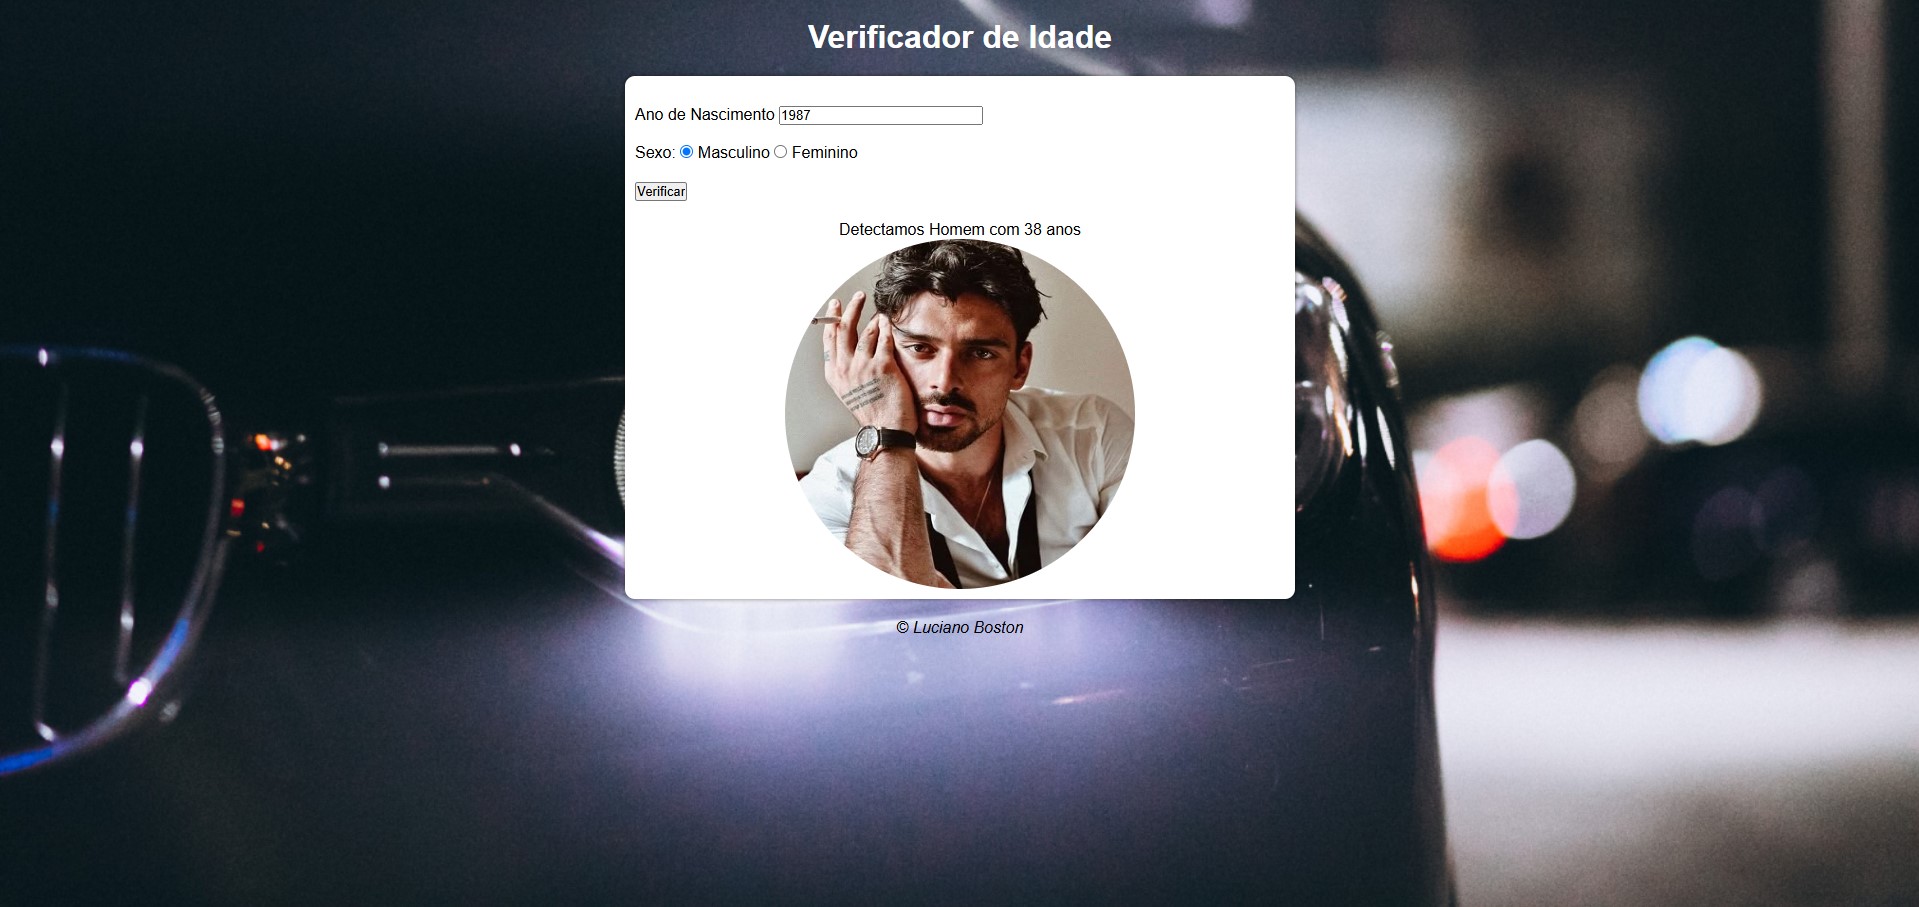 Verificador de Idade
Ano de Nascimento 1987
Sexo: Masculino Feminino
Verificar
Detectamos Homem com 38 anos
© Luciano Boston